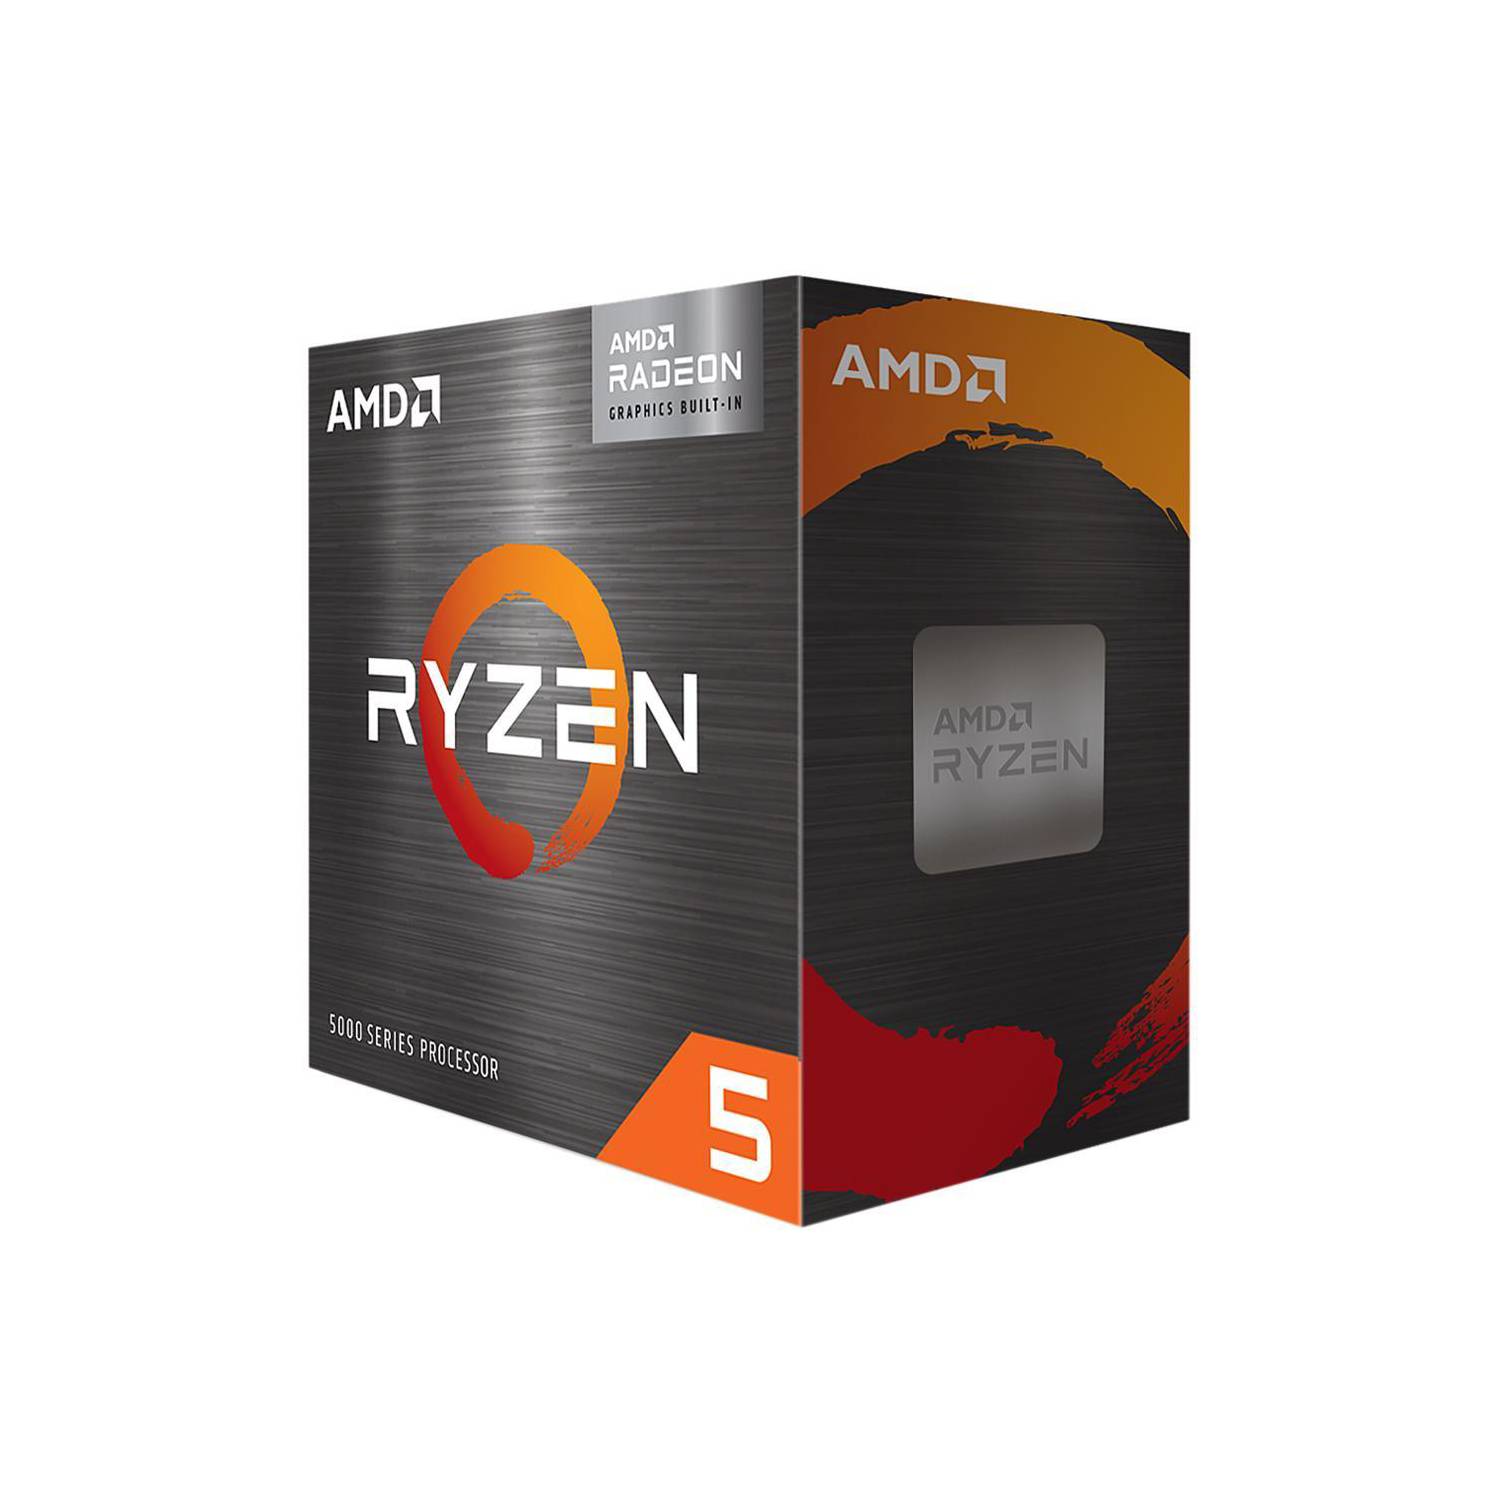 AMD
AMD
RADEON
GRAPHICS BUILT-IN
RYZEN
5000 SERIES PROCESSOR
5
AMD
AMD
RYZEN